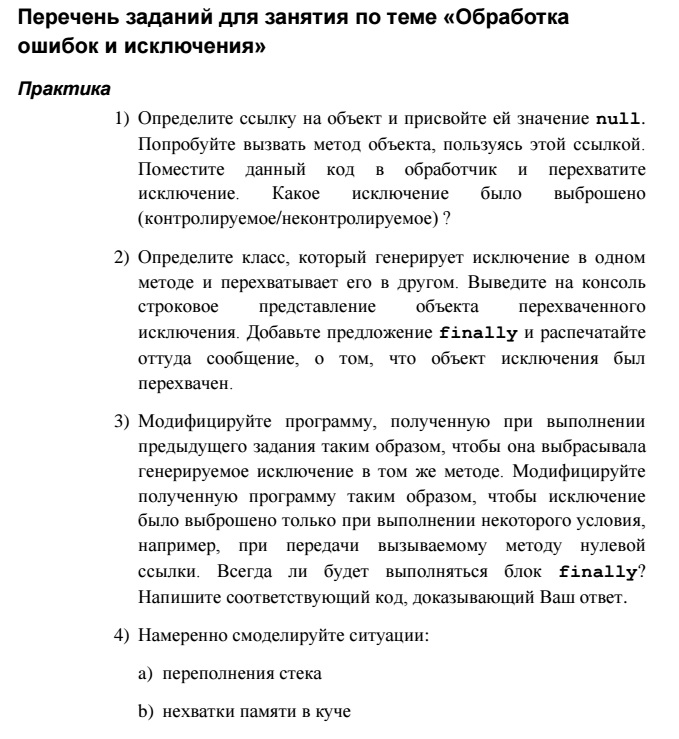 Перечень заданий для занятия по теме «Обработка
ошибок и исключения»
Практика
1) Определите ссылку на объект и присвойте ей значение null.
Попробуйте вызвать метод объекта, пользуясь этой ссылкой.
Поместите данный код в обработчик и перехватите
исключение. Какое исключение было выброшено
(контролируемое/неконтролируемое) ?
2) Определите класс, который генерирует исключение в одном
методе и перехватывает его в другом. Выведите на консоль
строковое представление объекта перехваченного
исключения. Добавьте предложение finally и распечатайте
оттуда сообщение, о том, что объект исключения был
перехвачен.
3) Модифицируйте программу, полученную при выполнении
предыдущего задания таким образом, чтобы она выбрасывала
генерируемое исключение в том же методе. Модифицируйте
полученную программу таким образом, чтобы исключение
было выброшено только при выполнении некоторого условия,
например, при передачи вызываемому методу нулевой
ссылки. Всегда ли будет выполняться блок finally?
Напишите соответствующий код, доказывающий Ваш ответ.
4) Намеренно смоделируйте ситуации:
a) переполнения стека
b) нехватки памяти в куче